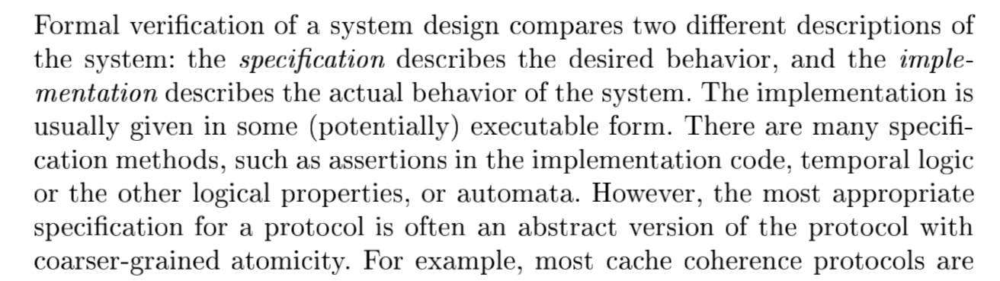 Formal verification of a system design compares two different descriptions of
the system: the specification describes the desired behavior, and the imple-
mentation describes the actual behavior of the system. The implementation is
usually given in some (potentially) executable form. There are many specifi-
cation methods, such as assertions in the implementation code, temporal logic
or the other logical properties, or automata. However, the most appropriate
specification for a protocol is often an abstract version of the protocol with
coarser-grained atomicity. For example, most cache coherence protocols are